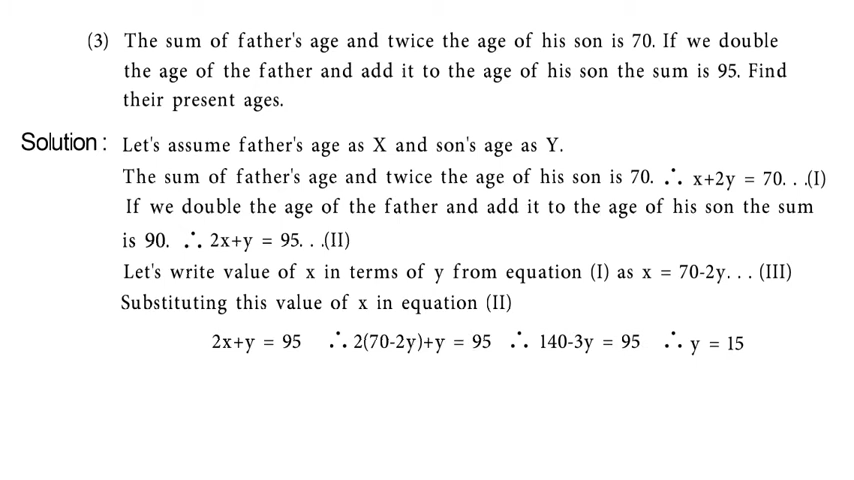 (3) The sum of father's age and twice the age of his son is 70. If we double
the age of the father and add it to the age of his son the sum is 95. Find
their present ages.
Solution : Let's assume father's age as X and son's age as Y.
The sum of father's age and twice the age of his son is 70. ∴ x+2y = 70. . .(I)
If we double the age of the father and add it to the age of his son the sum
is 90. ∴ 2x+y = 95. . .(II)
Let's write value of x in terms of y from equation (I) as x = 70-2y. . . (III)
Substituting this value of x in equation (II)
2x+y = 95 ∴ 2(70-2y)+y = 95 ∴ 140-3y = 95 ∴ y = 15